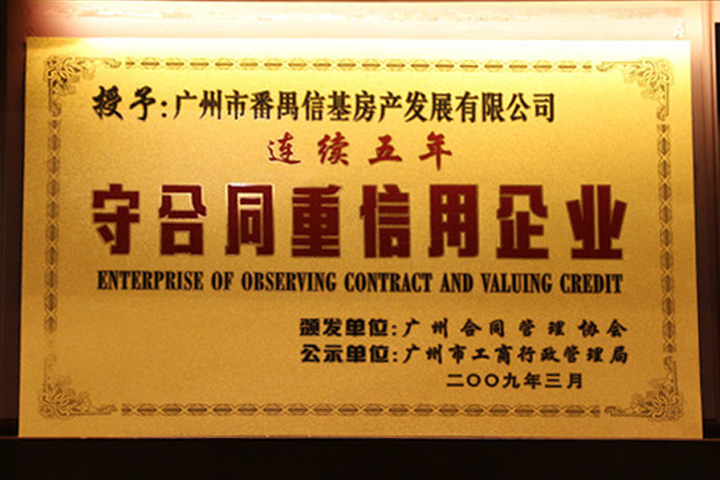 授予:广州市番禺信基房产发展有限公司
连续五年
守合同重信用企业
ENTERPRISE OF OBSERVING CONTRACT AND VALUING CREDIT
颁发单位:广州合同管理协会
公示单位:广州市工商行政管理局
二〇〇九年三月